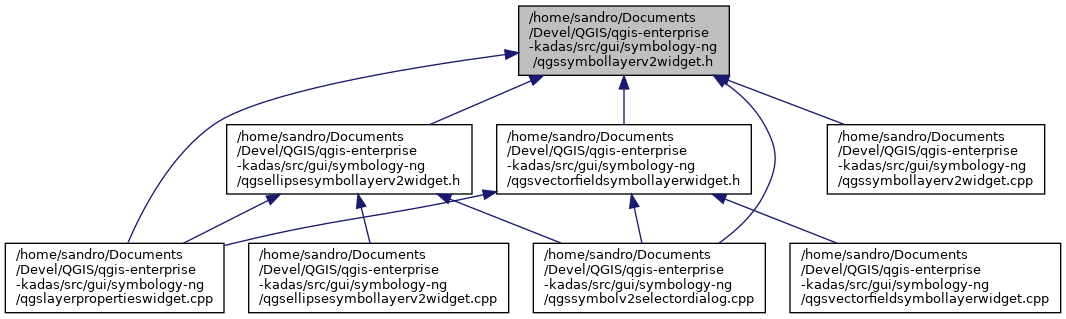 /home/sandro/Documents
/Devel/QGIS/qgis-enterprise
-kadas/src/gui/symbology-ng
/qgssymbollayerv2widget.h
/home/sandro/Documents
/Devel/QGIS/qgis-enterprise
-kadas/src/gui/symbology-ng
/qgsellipsesymbollayerv2widget.h
/home/sandro/Documents
/Devel/QGIS/qgis-enterprise
-kadas/src/gui/symbology-ng
/qgsvectorfieldsymbollayerwidget.h
/home/sandro/Documents
/Devel/QGIS/qgis-enterprise
-kadas/src/gui/symbology-ng
/qgssymbollayerv2widget.cpp
/home/sandro/Documents
/Devel/QGIS/qgis-enterprise
-kadas/src/gui/symbology-ng
/qgslayerpropertieswidget.cpp
/home/sandro/Documents
/Devel/QGIS/qgis-enterprise
-kadas/src/gui/symbology-ng
/qgsellipsesymbollayerv2widget.cpp
/home/sandro/Documents
/Devel/QGIS/qgis-enterprise
-kadas/src/gui/symbology-ng
/qgssymbolv2selectordialog.cpp
/home/sandro/Documents
/Devel/QGIS/qgis-enterprise
-kadas/src/gui/symbology-ng
/qgsvectorfieldsymbollayerwidget.cpp